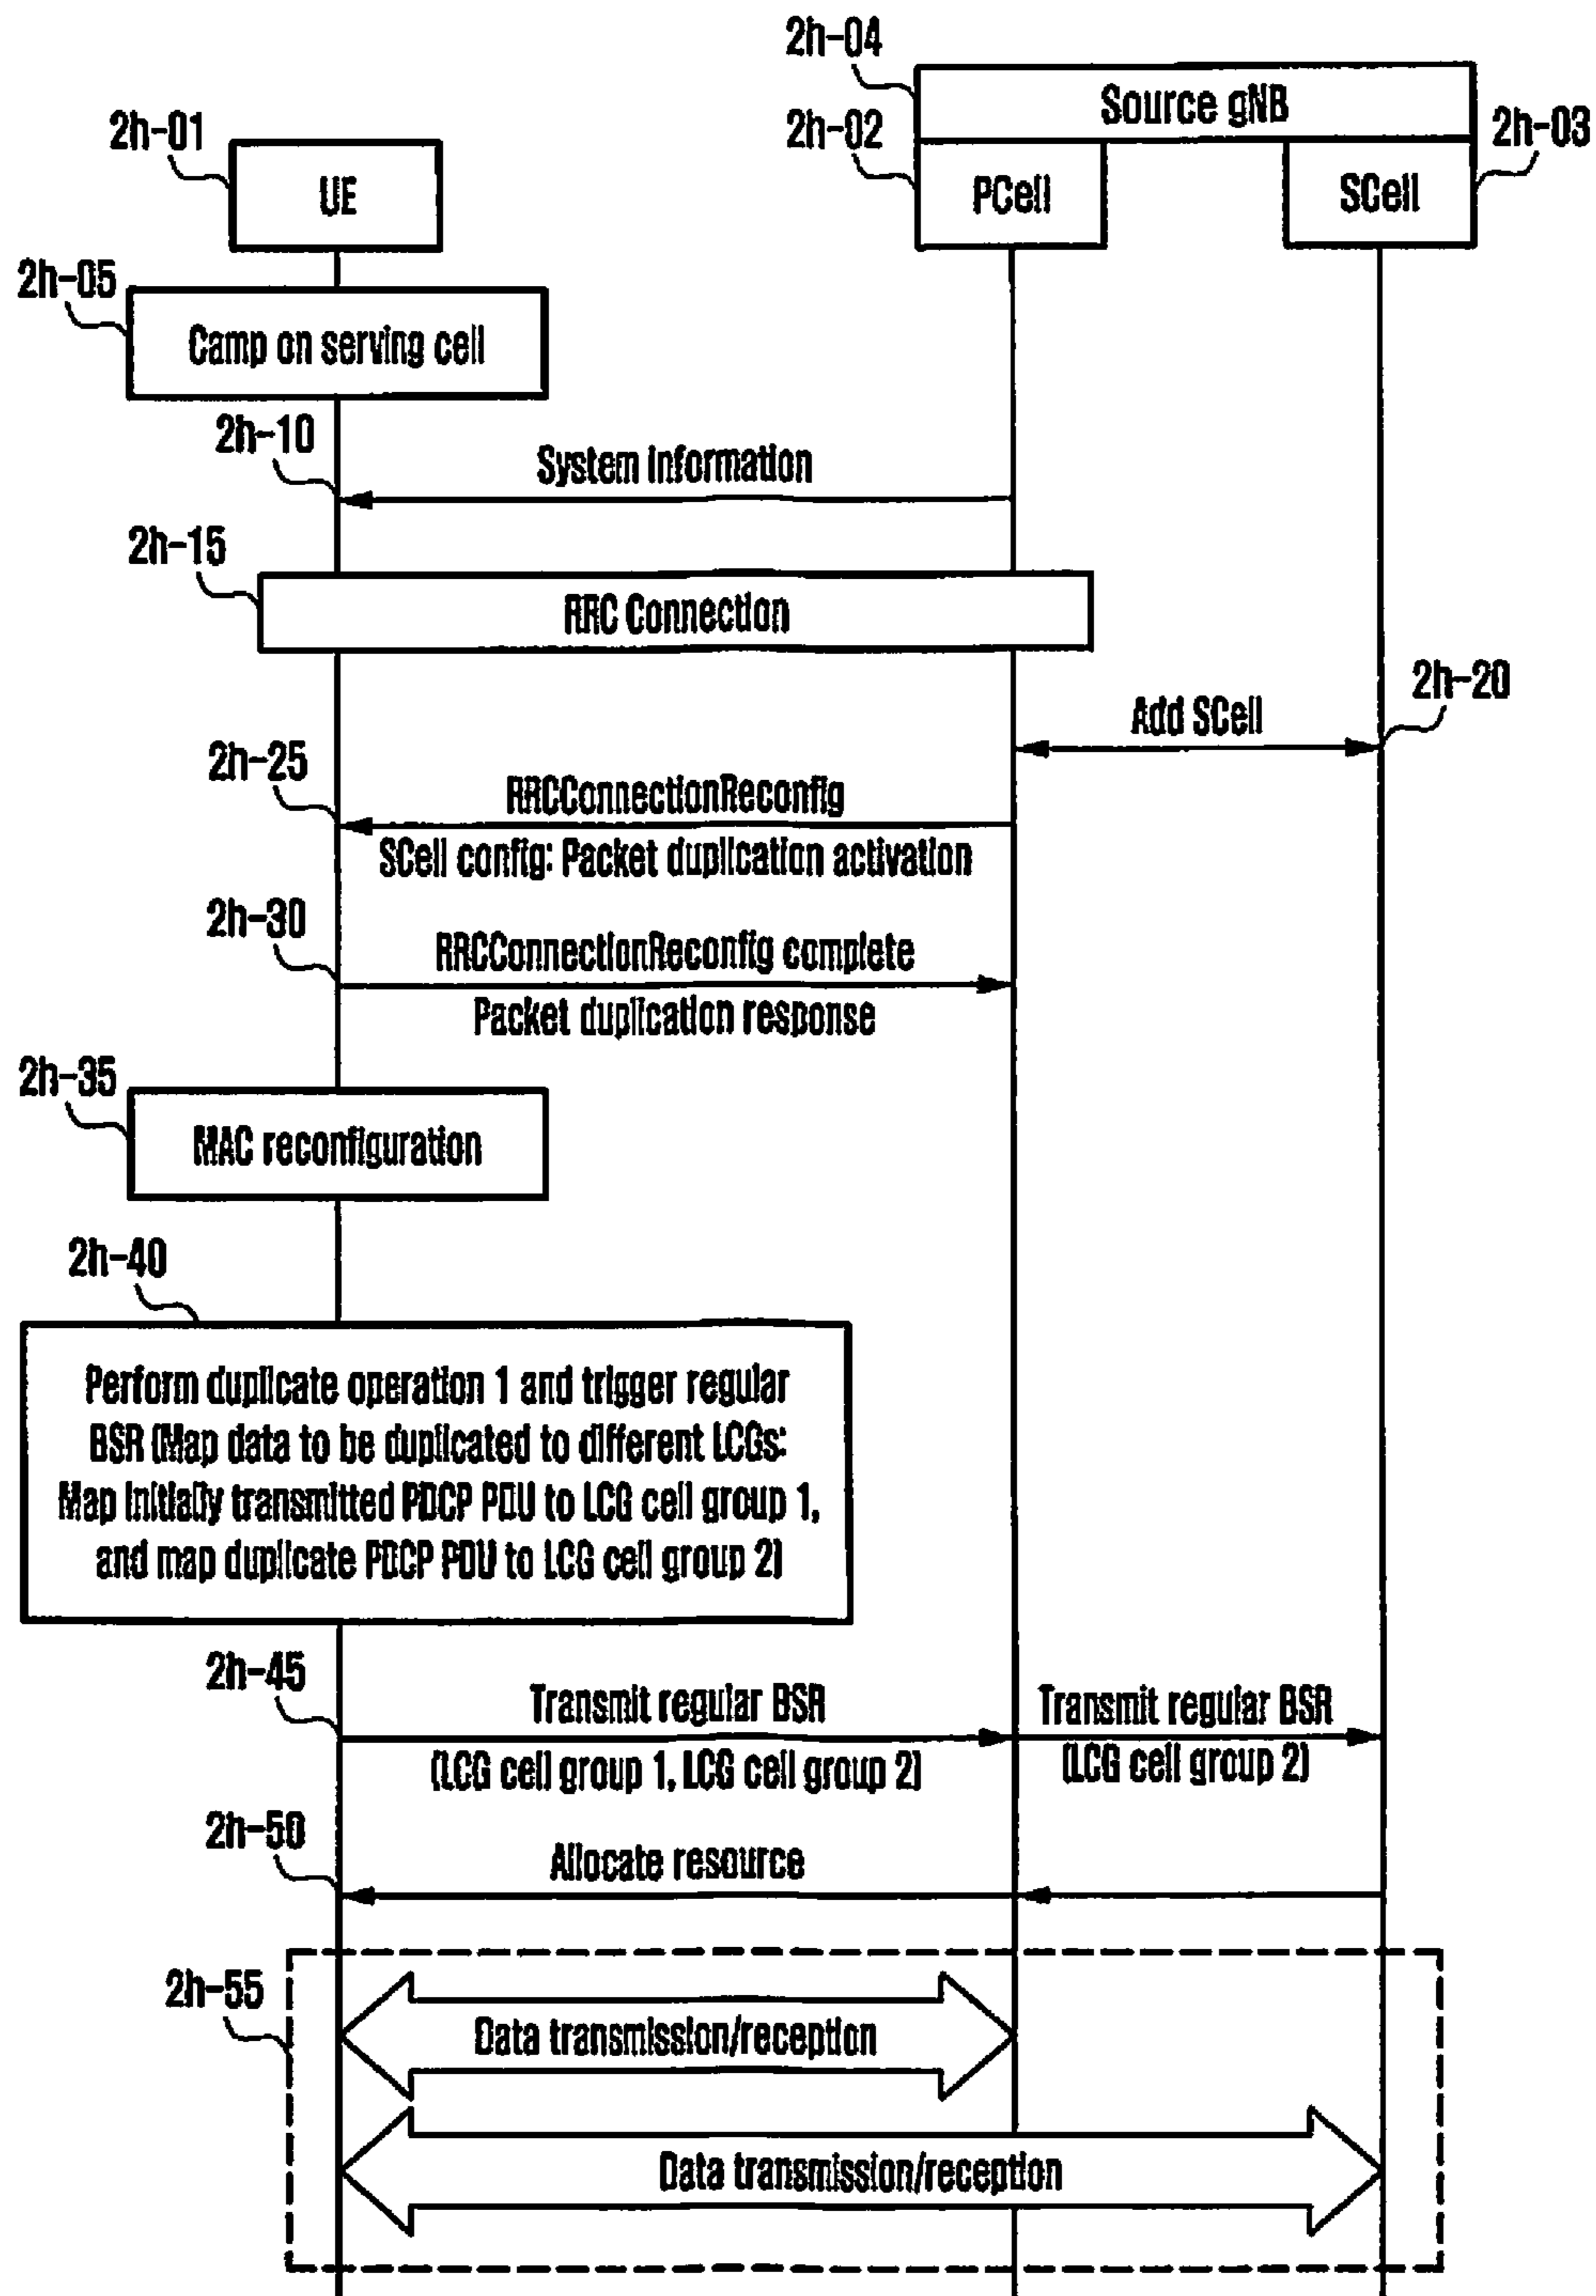 2h-04
Source gNB
2h-01
2h-02
2h-03
UE
PCell
SCell
2h-05
Camp on serving cell
2h-10
System information
2h-15
RRC Connection
2h-20
Add SCell
2h-25
RRCConnectionReconfig
SCell config: Packet duplication activation
2h-30
RRCConnectionReconfig complete
Packet duplication response
2h-35
MAC reconfiguration
2h-40
Perform duplicate operation 1 and trigger regular
BSR (Map data to be duplicated to different LCGs:
Map initially transmitted PDCP PDU to LCG cell group 1,
and map duplicate PDCP PDU to LCG cell group 2)
2h-45
Transmit regular BSR
(LCG cell group 1, LCG cell group 2)
Transmit regular BSR
(LCG cell group 2)
2h-50
Allocate resource
2h-55
Data transmission/reception
Data transmission/reception